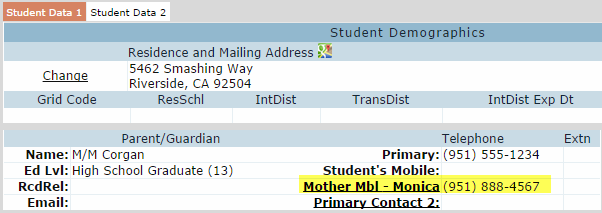 Student Data 1 Student Data 2
Student Demographics
Residence and Mailing Address
Change 5462 Smashing Way
Riverside, CA 92504
Grid Code ResSchl IntDist TransDist IntDist Exp Dt
Parent/Guardian Telephone Extn
Name: M/M Corgan Primary: (951) 555-1234
Ed Lvl: High School Graduate (13) Student's Mobile:
RcdRel: Mother Mbl - Monica (951) 888-4567
Email: Primary Contact 2: